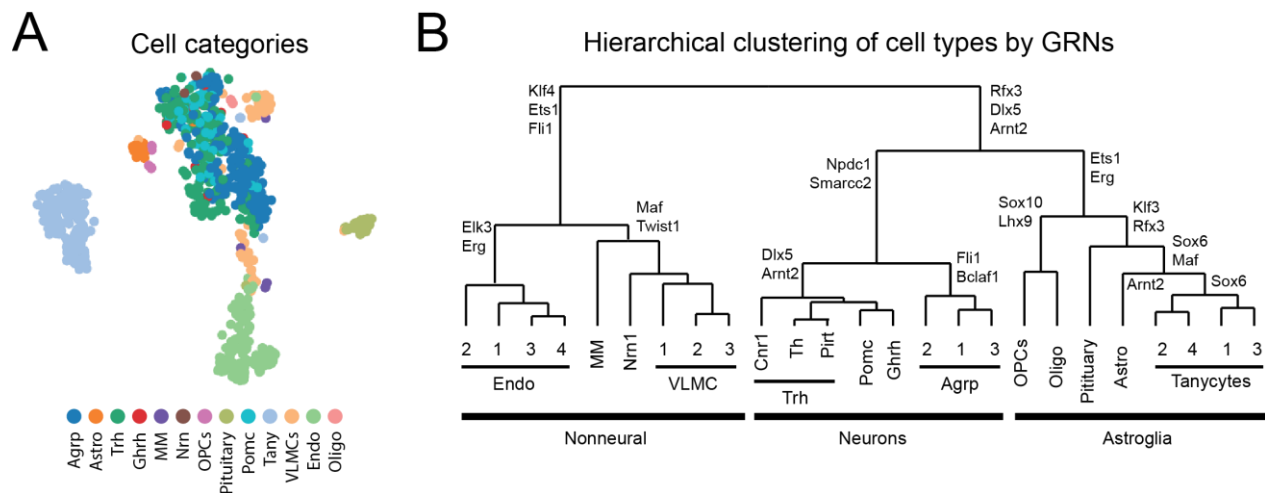 A
Cell categories
Agrp
Astro
Trh
Ghrh
MM
Nrn
OPCs
Pituitary
Pomc
Tany
VLMCs
Endo
Oligo
B
Hierarchical clustering of cell types by GRNs
Klf4
Ets1
Fli1
Rfx3
Dlx5
Arnt2
Npdc1
Smarcc2
Ets1
Erg
Elk3
Erg
Maf
Twist1
Dlx5
Arnt2
Fli1
Bclaf1
Sox10
Lhx9
Klf3
Rfx3
Sox6
Maf
Arnt2
Sox6
2 1 3 4
Endo
MM
Nrn1
1 2 3
VLMC
Cnr1
Th
Pirt
Trh
Pomc
Ghrh
2 1 3
Agrp
OPCs
Oligo
Pitituary
Astro
2 4 1 3
Tanycytes
Nonneural
Neurons
Astroglia